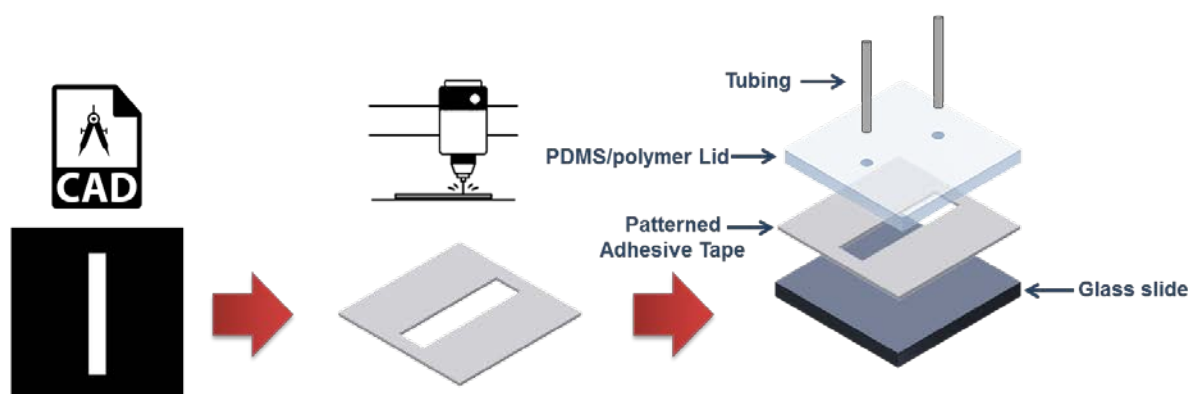 CAD
Tubing
PDMS/polymer Lid
Patterned
Adhesive Tape
Glass slide